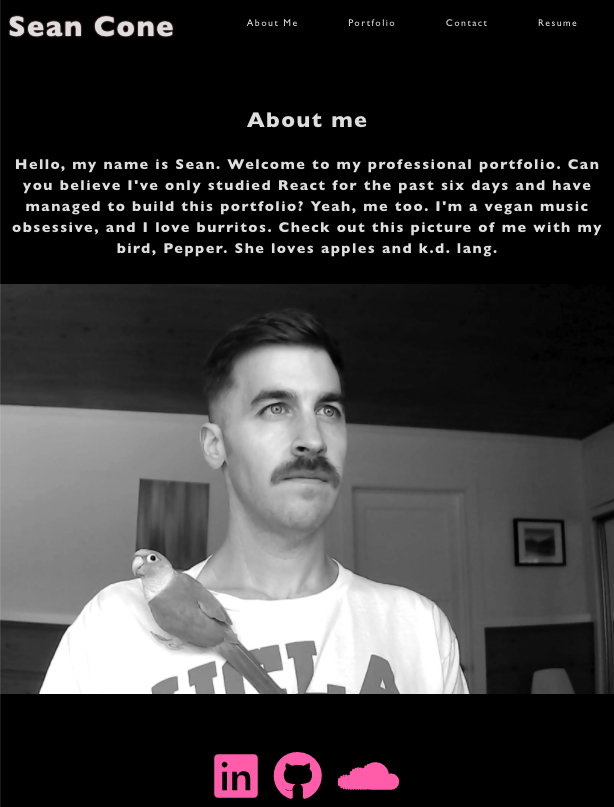 Sean Cone
About Me Portfolio Contact Resume
About me
Hello, my name is Sean. Welcome to my professional portfolio. Can
you believe I've only studied React for the past six days and have
managed to build this portfolio? Yeah, me too. I'm a vegan music
obsessive, and I love burritos. Check out this picture of me with my
bird, Pepper. She loves apples and k.d. lang.
in